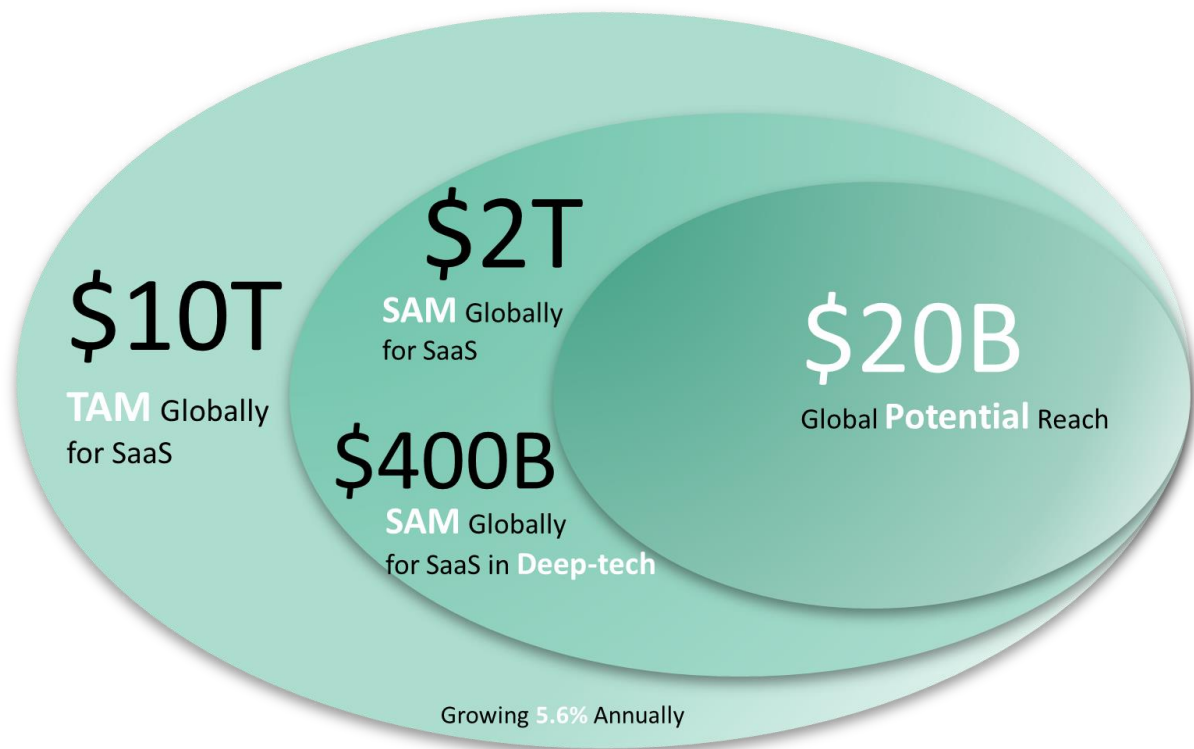 $10T
TAM Globally
for SaaS
$2T
SAM Globally
for SaaS
$400B
SAM Globally
for SaaS in Deep-tech
$20B
Global Potential Reach
Growing 5.6% Annually